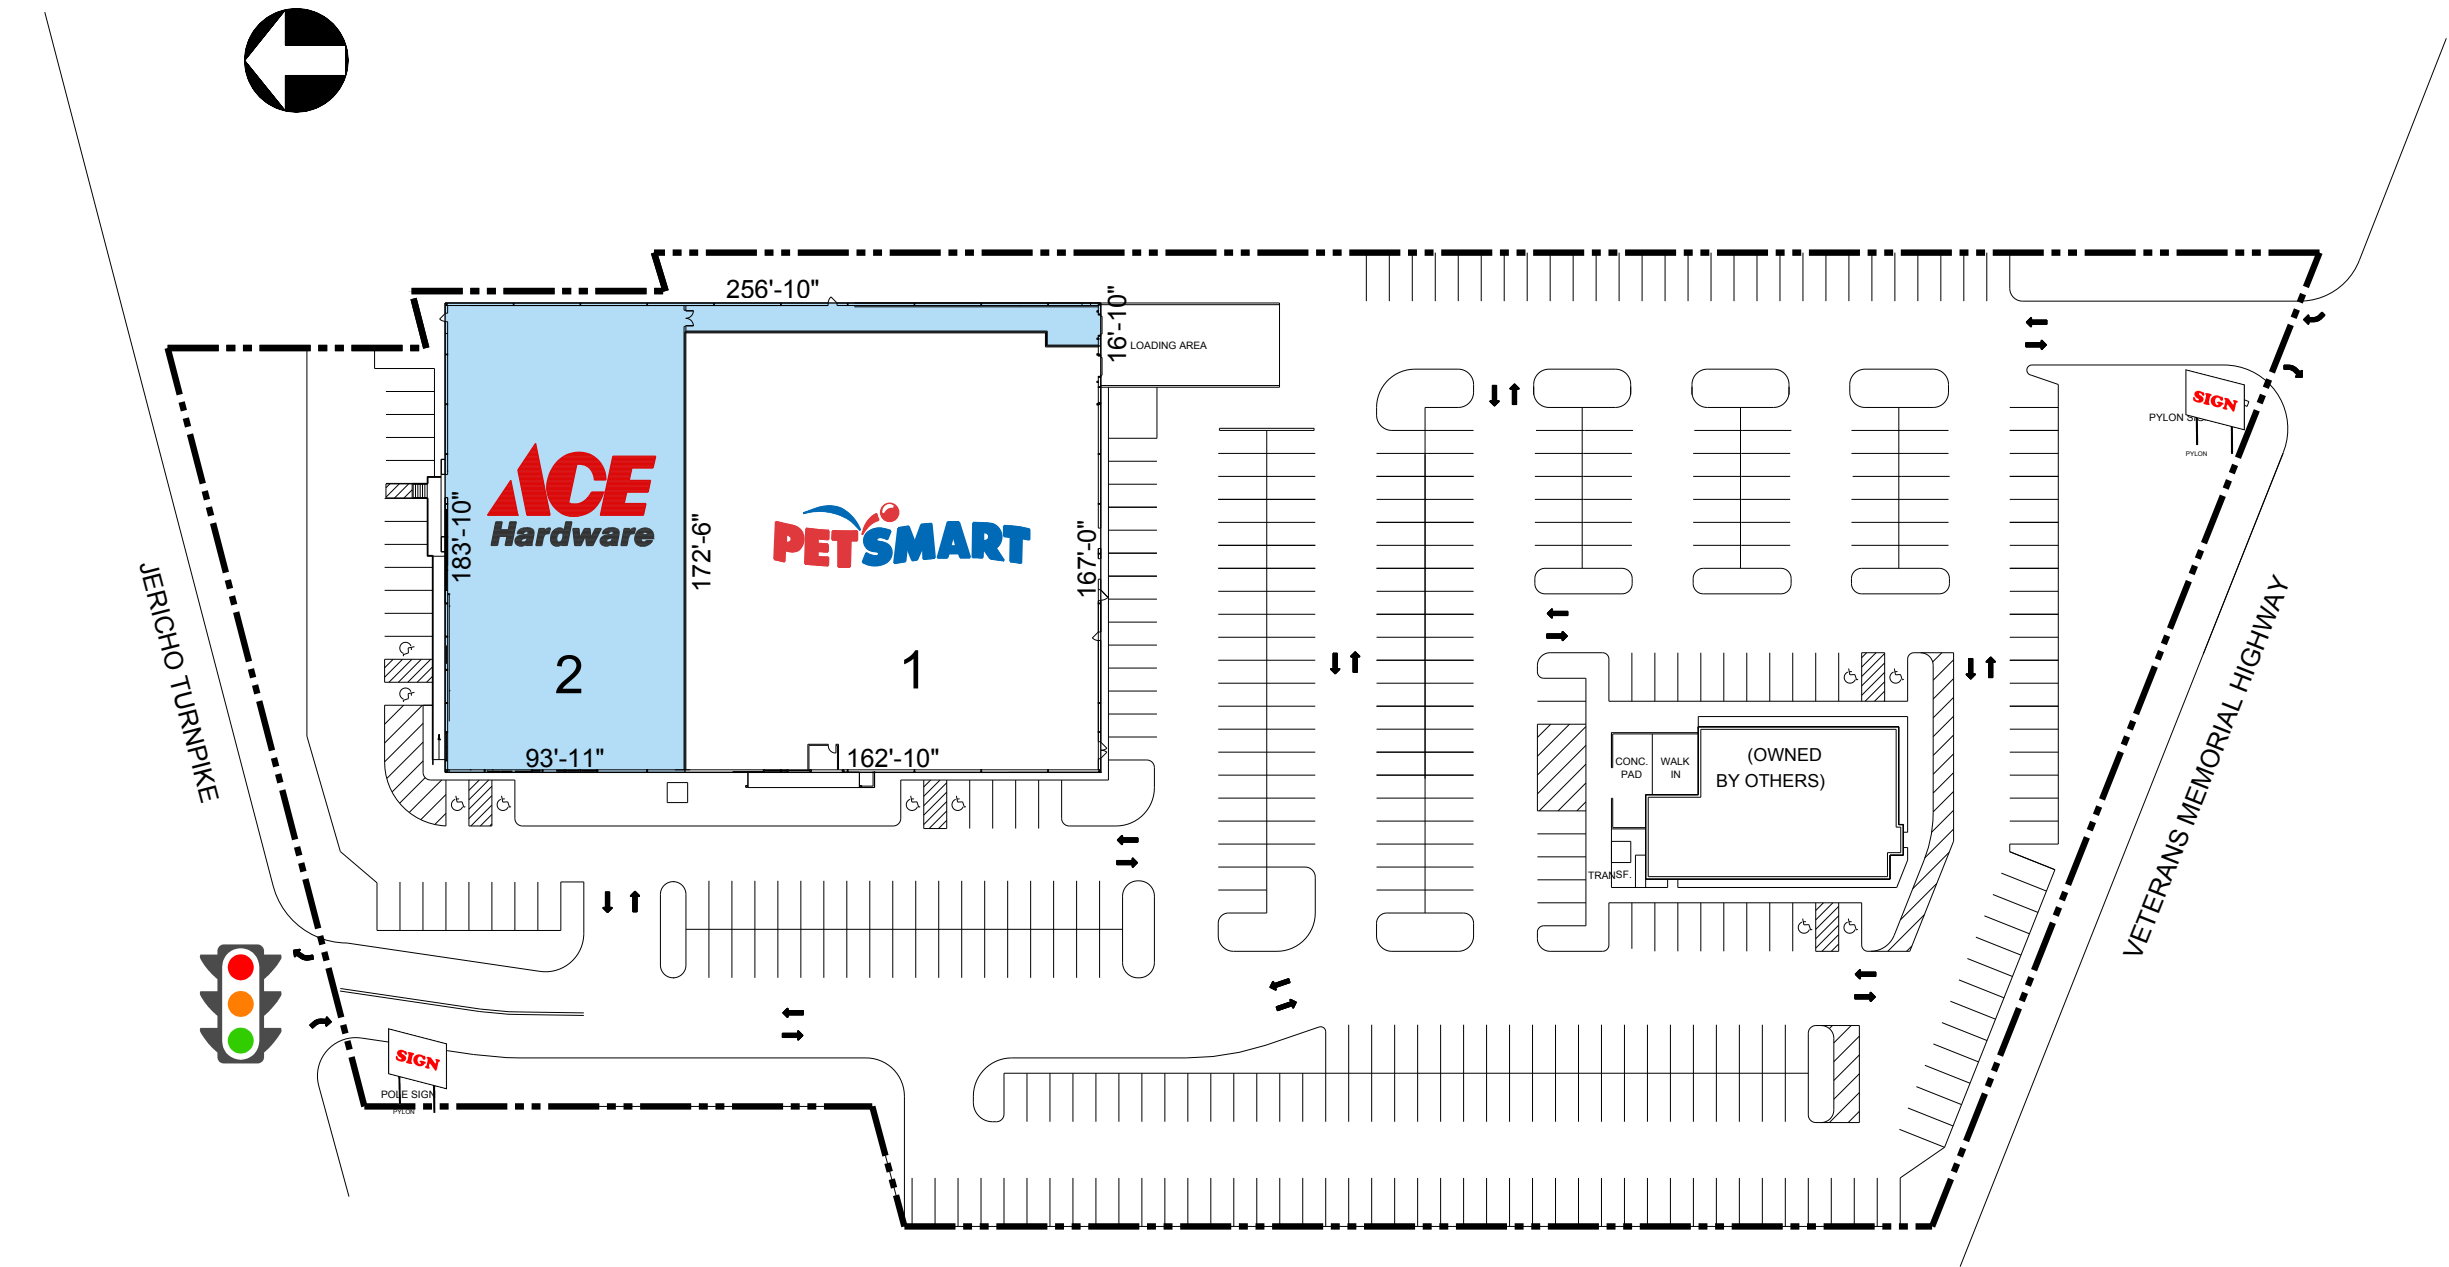 256'-10"
16'-10"
LOADING AREA
ACE
Hardware
183'-10"
172'-6"
PETSMART
167'-0"
2
1
93'-11"
162'-10"
JERICHO TURNPIKE
SIGN
PYLON
PYLON
VETERANS MEMORIAL HIGHWAY
(OWNED
BY OTHERS)
CONC.
PAD
WALK
IN
TRANSF.
SIGN
POLE SIGN
PYLON